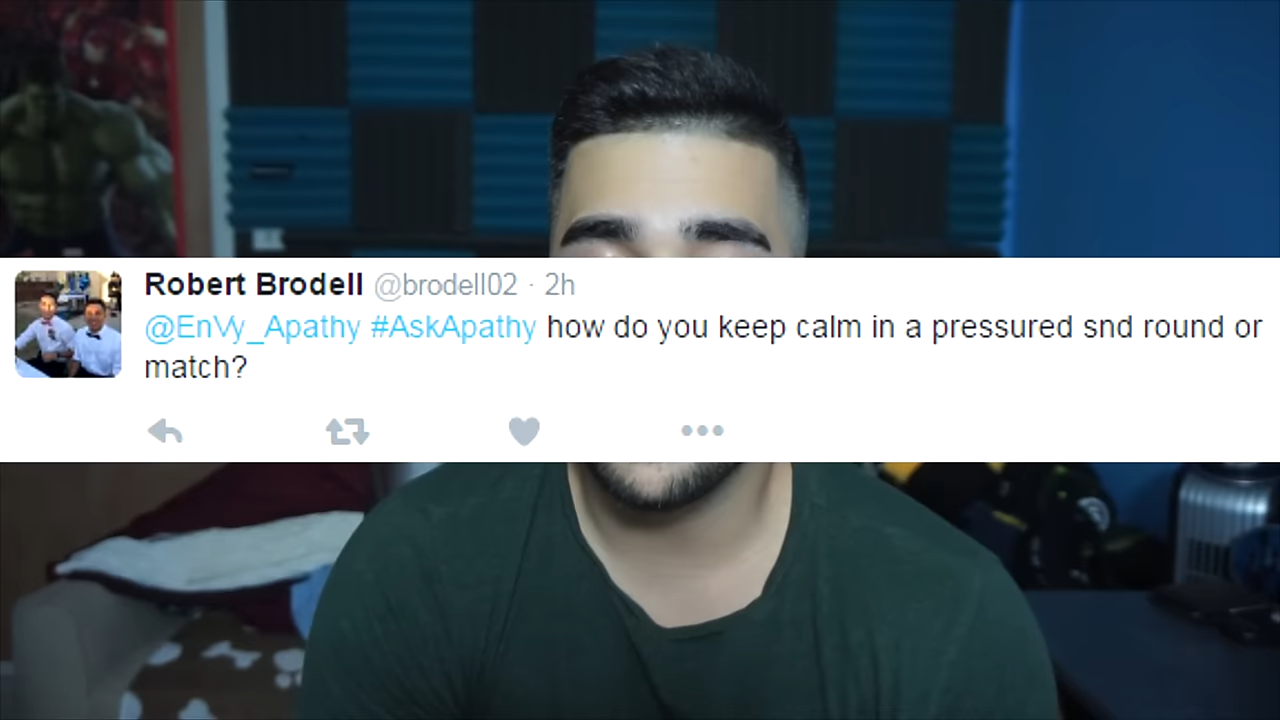 Robert Brodell @brodell02 · 2h
@EnVy_Apathy #AskApathy how do you keep calm in a pressured snd round or
match?